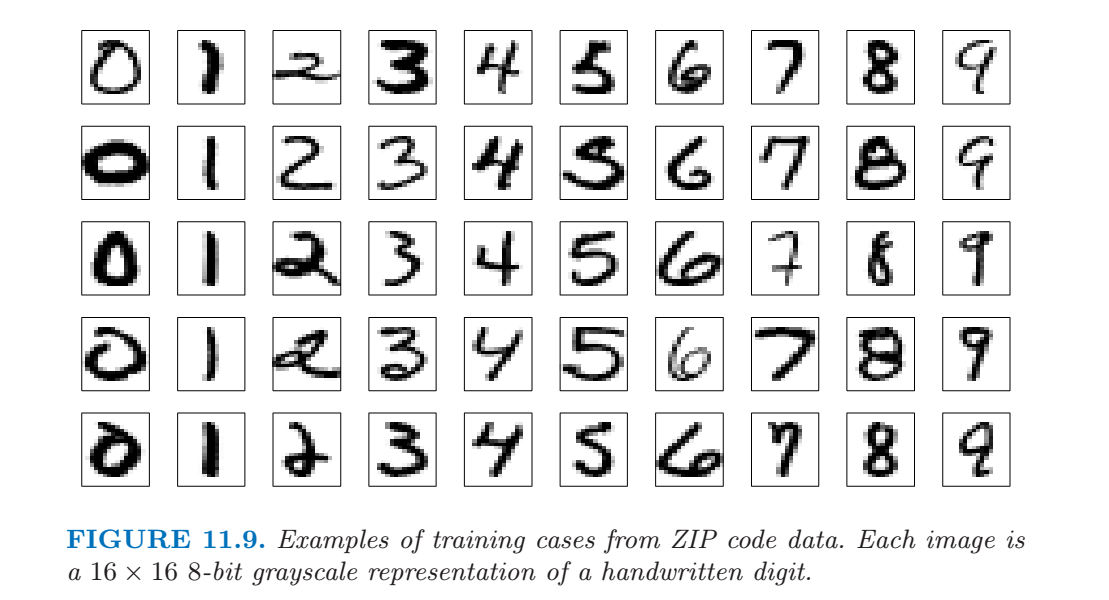 0 1 2 3 4 5 6 7 8 9
0 1 2 3 4 5 6 7 8 9
0 1 2 3 4 5 6 7 8 9
0 1 2 3 4 5 6 7 8 9
0 1 2 3 4 5 6 7 8 9
FIGURE 11.9. Examples of training cases from ZIP code data. Each image is
a 16 × 16 8-bit grayscale representation of a handwritten digit.